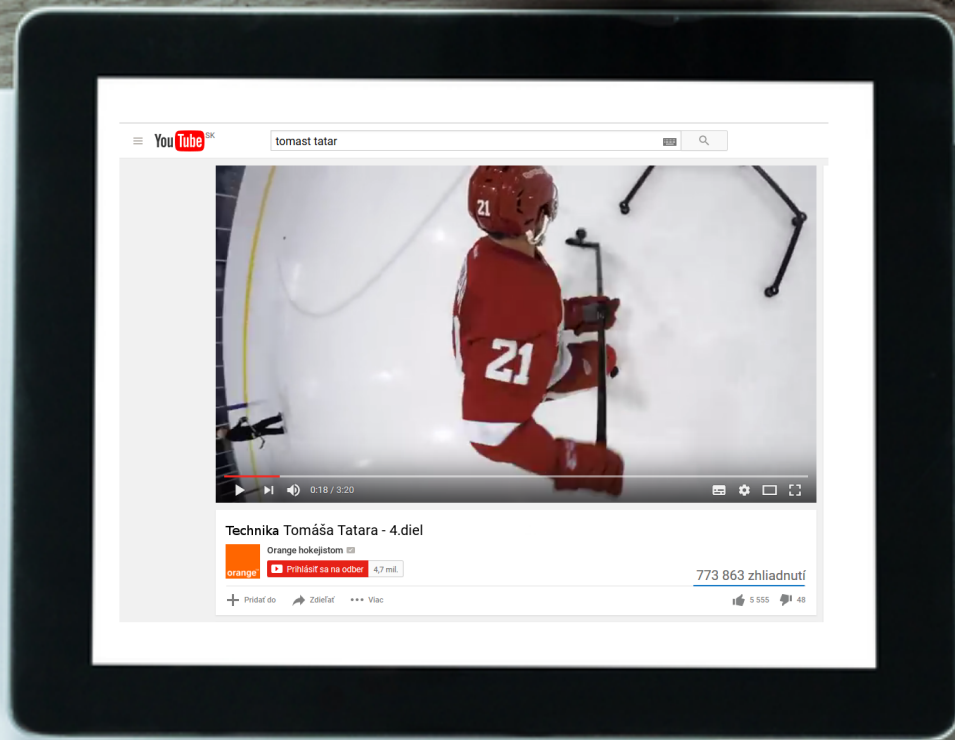 YouTube SK
tomast tatar
21
21
0:18 / 3:20
Technika Tomáša Tatara - 4.diel
Orange hokejistom
orange
Prihlásiť sa na odber 4,7 mil.
773 863 zhliadnutí
Pridať do Zdieľať Viac
5 555 48